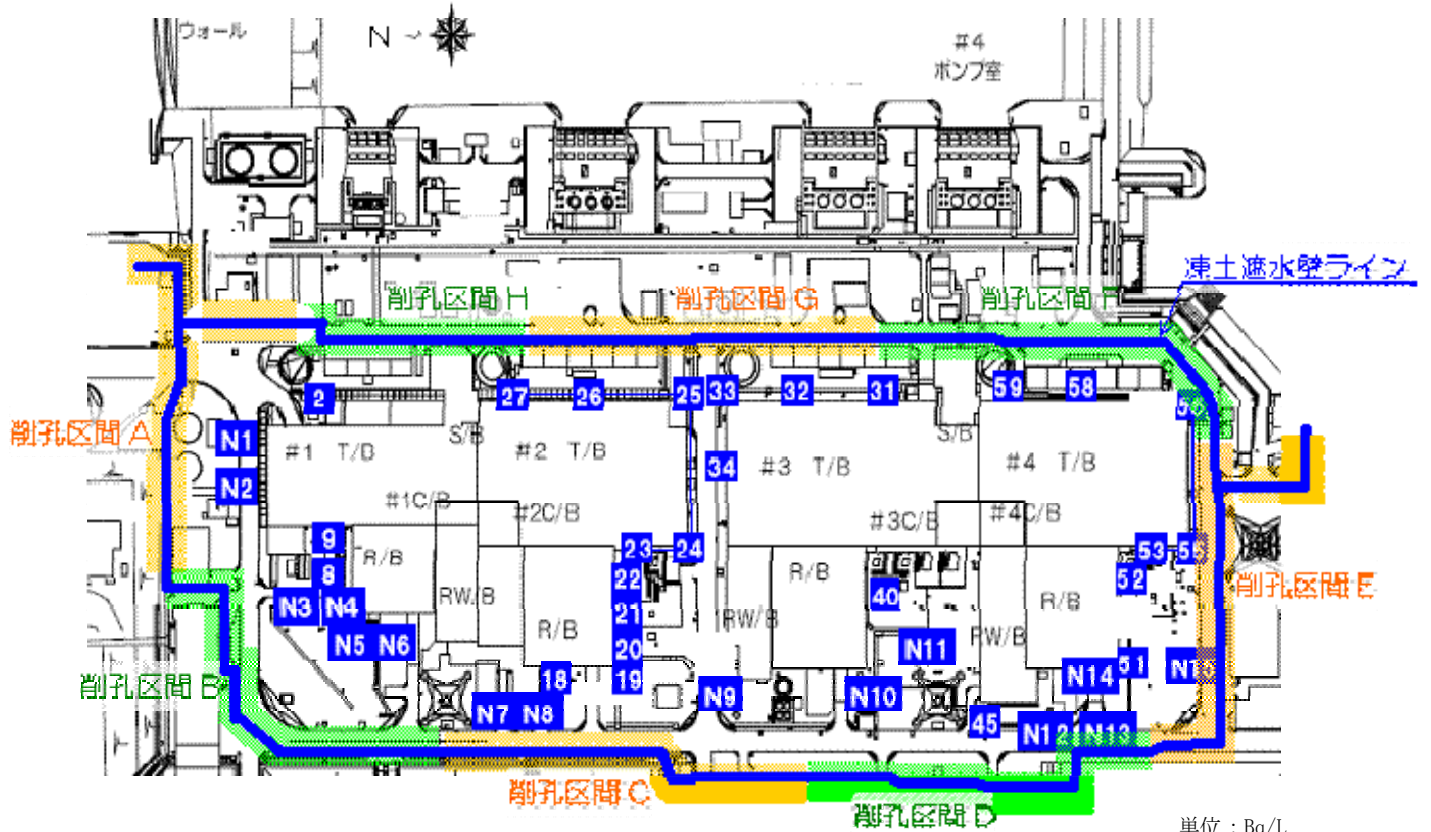 ウォール
N
#4
ポンプ室
凍土遮水壁ライン
削孔区間 H
削孔区間 G
削孔区間 F
2
27
26
25
33
32
31
59
58
削孔区間 A
N1
#1 T/B
S/B
#2 T/B
34
#3 T/B
S/B
#4 T/B
N2
#1C/B
#2C/B
#3C/B
#4C/B
9
R/B
23
24
53
55
8
22
R/B
52
削孔区間 E
N3
N4
RW/B
21
RW/B
40
R/B
N5
N6
R/B
20
N11
RW/B
削孔区間 B
18
19
N9
N10
N14
51
N7
N8
45
N12
N13
削孔区間 C
削孔区間 D
単位：Bq/L